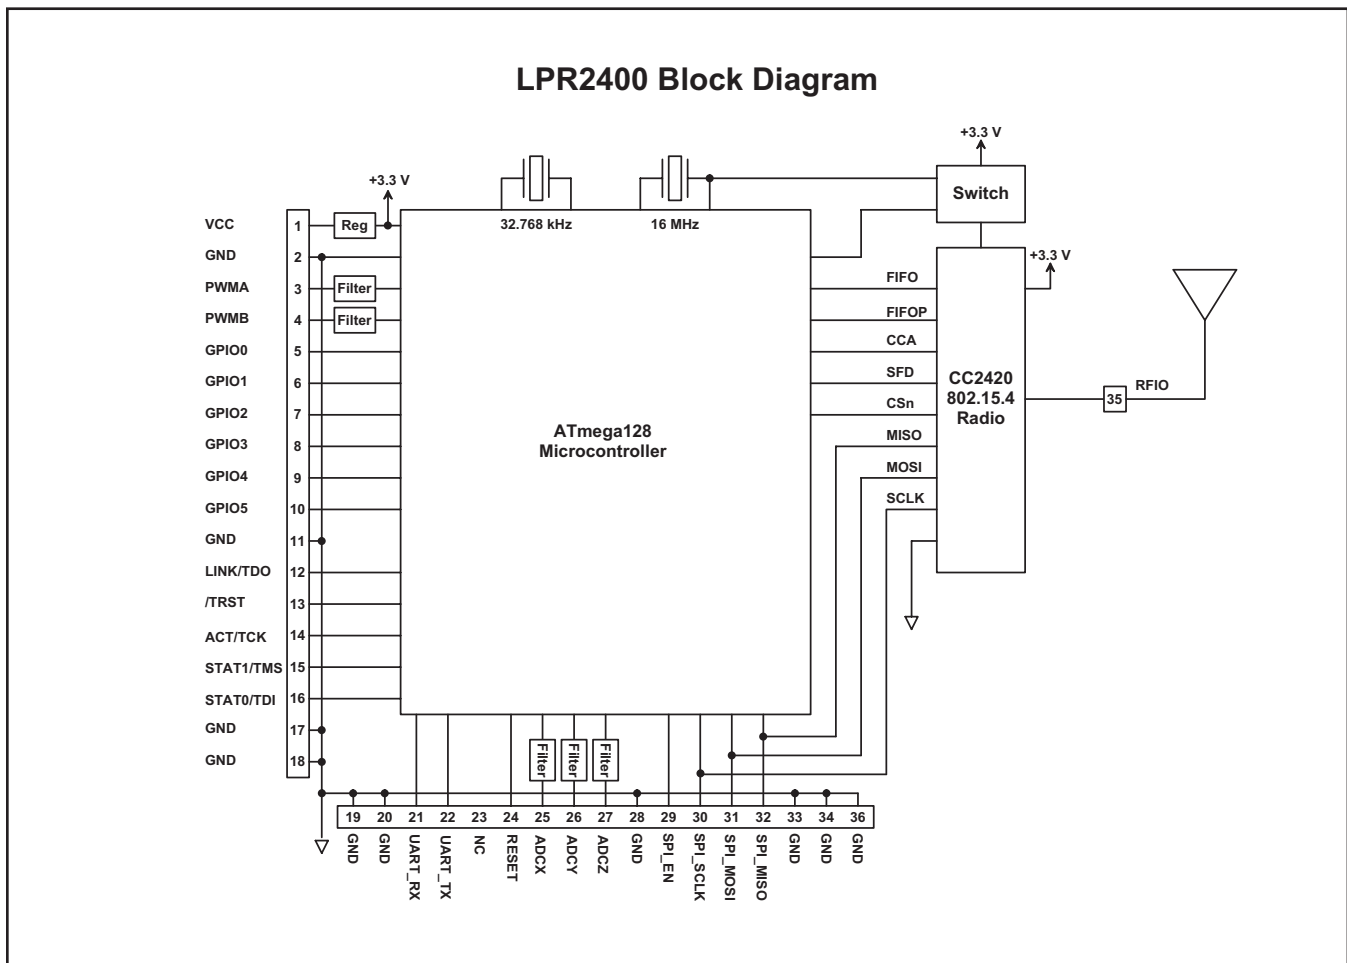 LPR2400 Block Diagram
+3.3 V
+3.3 V
Switch
VCC
1
Reg
32.768 kHz
16 MHz
GND
2
+3.3 V
PWMA
3
Filter
FIFO
PWMB
4
Filter
FIFOP
GPIO0
5
CCA
GPIO1
6
SFD
GPIO2
7
CSn
GPIO3
8
MISO
GPIO4
9
MOSI
GPIO5
10
SCLK
ATmega128
Microcontroller
CC2420
802.15.4
Radio
35
RFIO
GND
11
LINK/TDO
12
/TRST
13
ACT/TCK
14
STAT1/TMS
15
STAT0/TDI
16
GND
17
GND
18
Filter
Filter
Filter
19
20
21
22
23
24
25
26
27
28
29
30
31
32
33
34
36
GND
GND
UART_RX
UART_TX
NC
RESET
ADCX
ADCY
ADCZ
GND
SPI_EN
SPI_SCLK
SPI_MOSI
SPI_MISO
GND
GND
GND